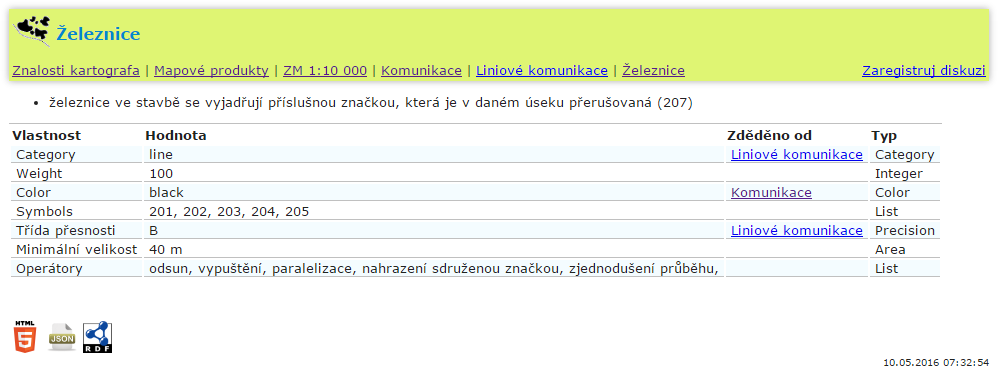 Železnice
Znalosti kartografa | Mapové produkty | ZM 1:10 000 | Komunikace | Liniové komunikace | Železnice Zaregistruj diskuzi
• železnice ve stavbě se vyjadřují příslušnou značkou, která je v daném úseku přerušovaná (207)
Vlastnost Hodnota Zděděno od Typ
Category line Liniové komunikace Category
Weight 100 Integer
Color black Komunikace Color
Symbols 201, 202, 203, 204, 205 List
Třída přesnosti B Liniové komunikace Precision
Minimální velikost 40 m Area
Operátory odsun, vypuštění, paralelizace, nahrazení sdruženou značkou, zjednodušení průběhu, List
HTML 5 JSON RDF
10.05.2016 07:32:54